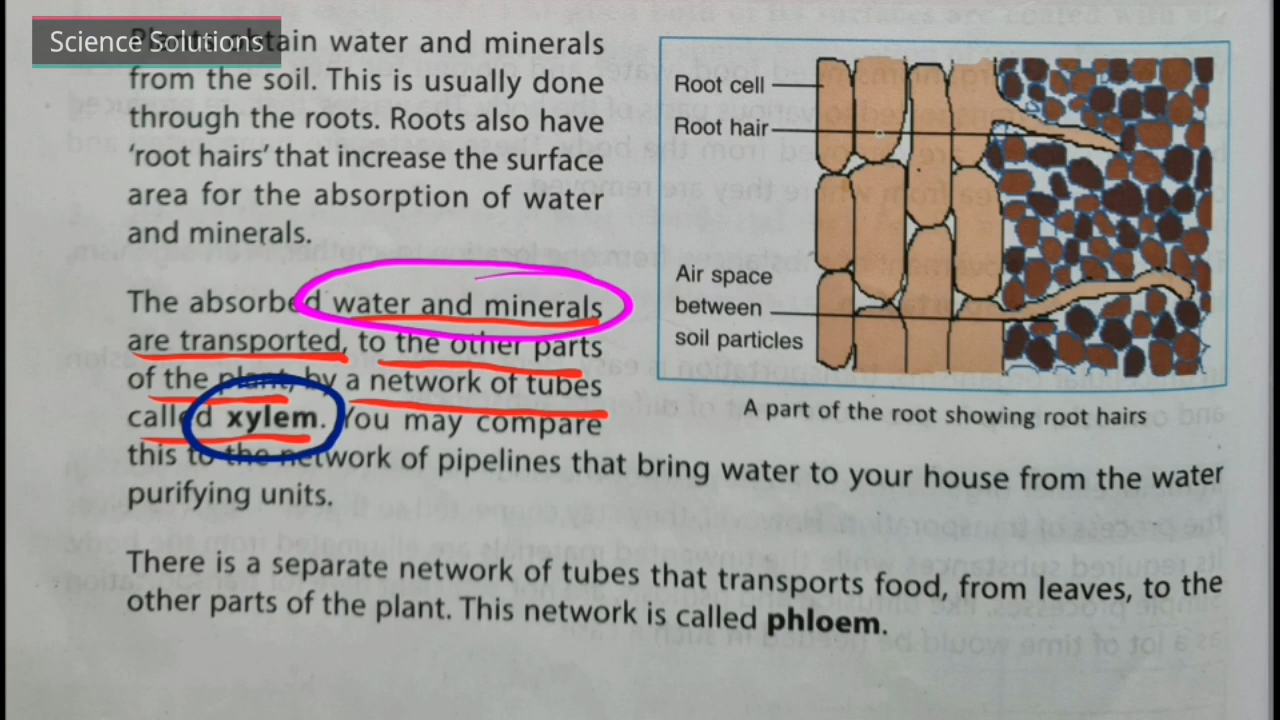 Science Solutions
Plants obtain water and minerals
from the soil. This is usually done
through the roots. Roots also have
‘root hairs’ that increase the surface
area for the absorption of water
and minerals.
The absorbed water and minerals
are transported, to the other parts
of the plant, by a network of tubes
called xylem. You may compare
this to the network of pipelines that bring water to your house from the water
purifying units.
There is a separate network of tubes that transports food, from leaves, to the
other parts of the plant. This network is called phloem.
Root cell
Root hair
Air space
between
soil particles
A part of the root showing root hairs